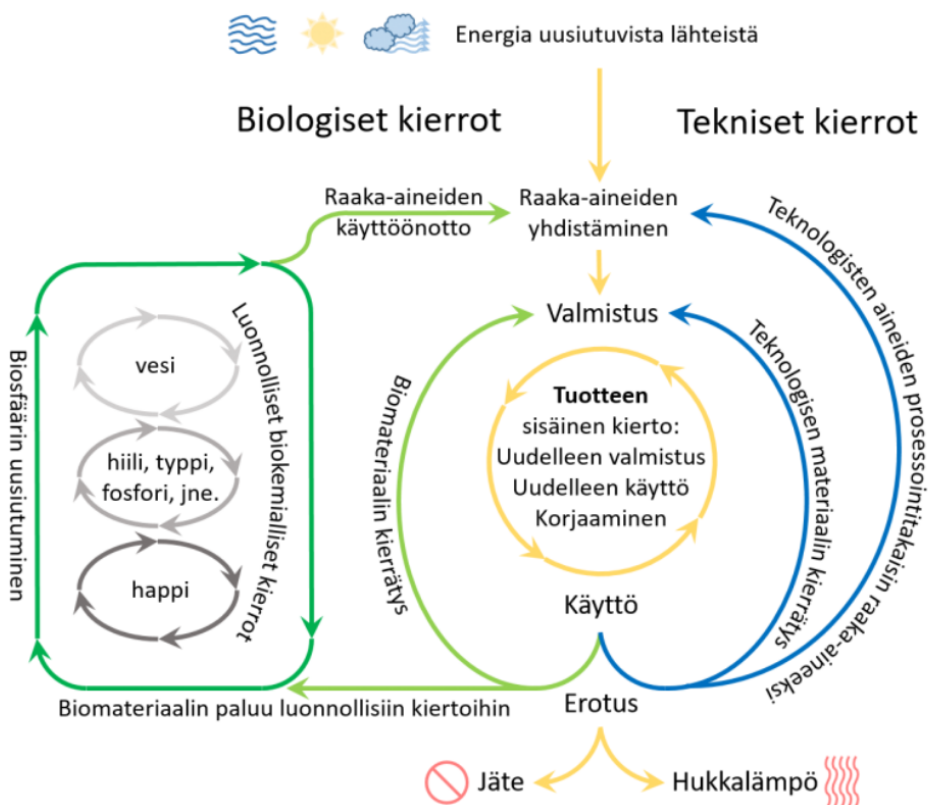 Energia uusiutuvista lähteistä
Biologiset kierrot
Tekniset kierrot
Raaka-aineiden
käyttöönotto
Raaka-aineiden
yhdistäminen
Teknologisten aineiden prosessointitakaisin raaka-aineeksi
Valmistus
Luonnolliset biokemialliset kierrot
Biosfäärin uusiutuminen
vesi
hiili, typpi,
fosfori, jne.
happi
Biomateriaalin kierrätys
Tuotteen
sisäinen kierto:
Uudelleen valmistus
Uudelleen käyttö
Korjaaminen
Teknologisen materiaalin kierrätys
Käyttö
Erotus
Biomateriaalin paluu luonnollisiin kiertoihin
Jäte
Hukkalämpö